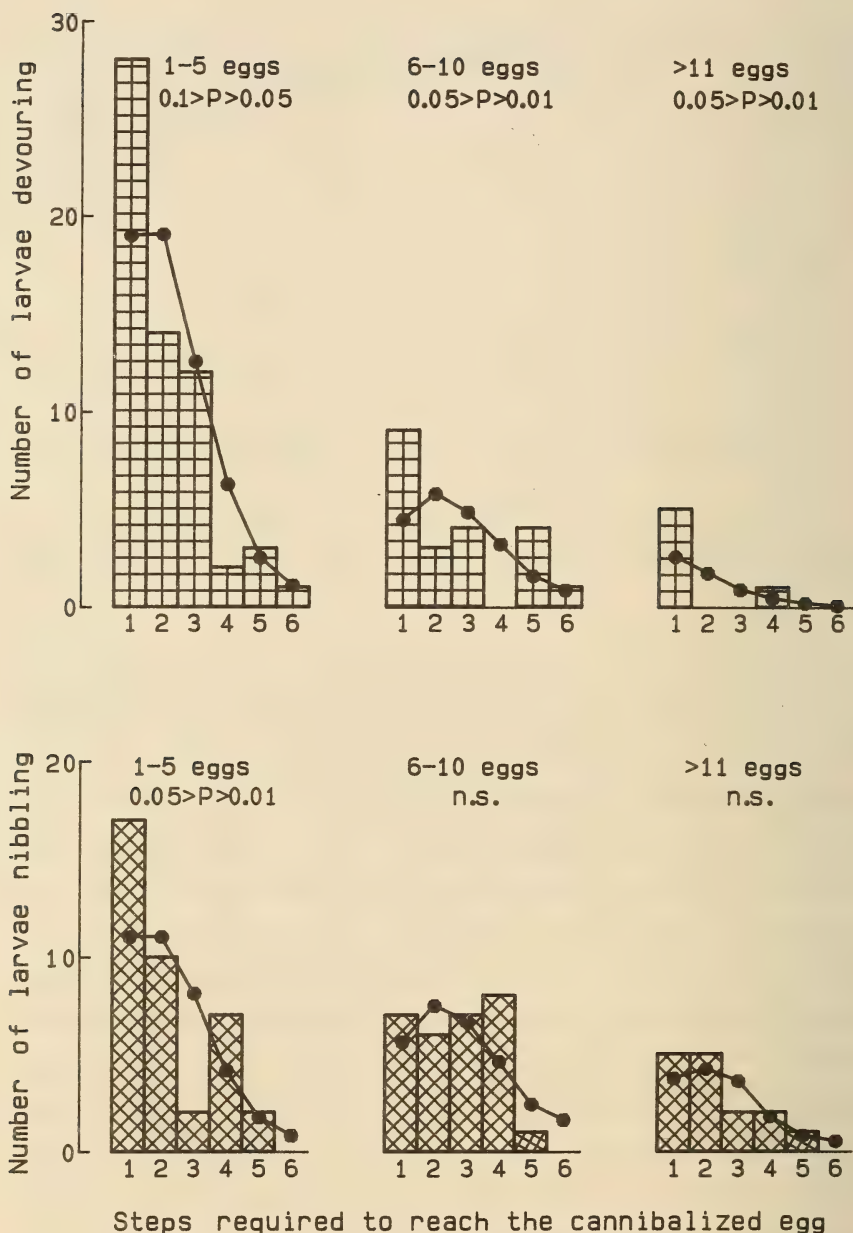 Number of larvae devouring
30
20
10
0
1-5 eggs
0.1>P>0.05
6-10 eggs
0.05>P>0.01
>11 eggs
0.05>P>0.01
1 2 3 4 5 6
1 2 3 4 5 6
1 2 3 4 5 6
Number of larvae nibbling
20
10
0
1-5 eggs
0.05>P>0.01
6-10 eggs
n.s.
>11 eggs
n.s.
1 2 3 4 5 6
1 2 3 4 5 6
1 2 3 4 5 6
Steps required to reach the cannibalized egg